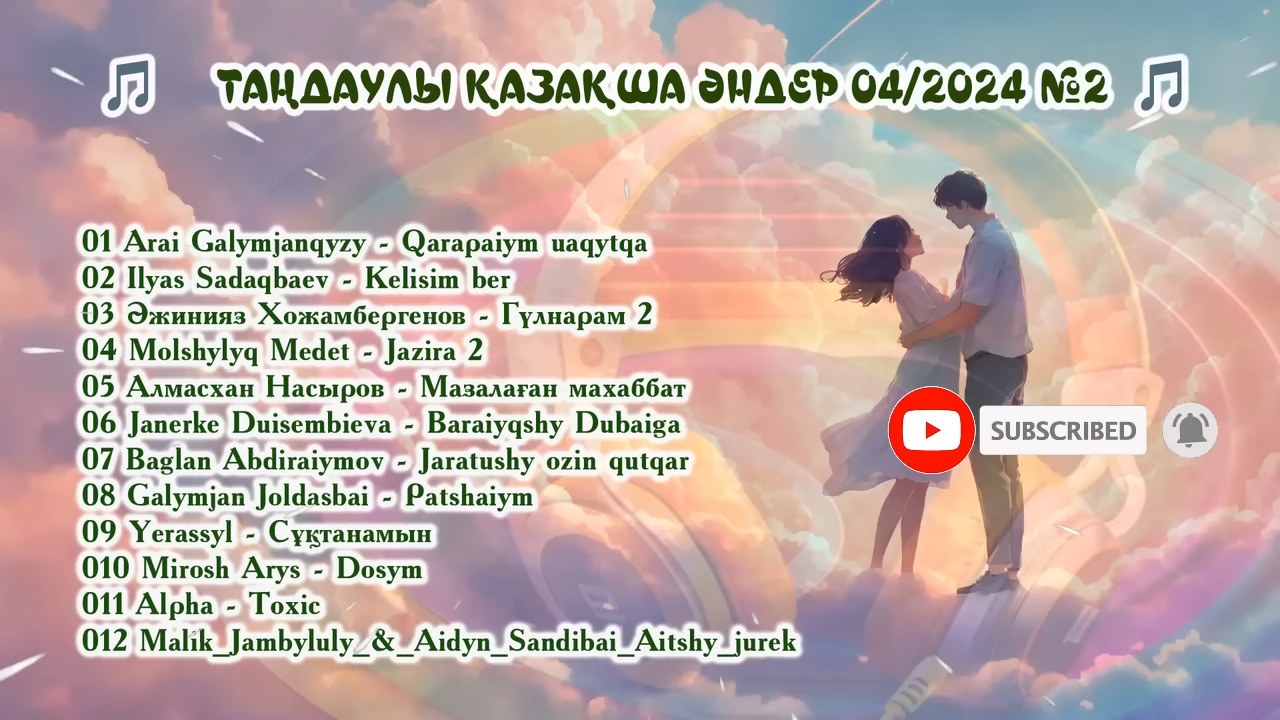 ТАҢДАУЛЫ ҚАЗАҚША ӘНДЕР 04/2024 №2
01 Arai Galymjanqyzy - Qarapaiym uaqytqa
02 Ilyas Sadaqbaev - Kelisim ber
03 Әжинияз Хожамбергенов - Гүлнарам 2
04 Molshylyq Medet - Jazira 2
05 Алмасхан Насыров - Мазалаған махаббат
06 Janerke Duisembieva - Baraiyqshy Dubaiga
07 Baglan Abdiraiymov - Jaratushy ozin qutqar
08 Galymjan Joldasbai - Patshaiym
09 Yerassyl - Сұқтанамын
010 Mirosh Arys - Dosym
011 Alpha - Toxic
012 Malik_Jambyluly_&_Aidyn_Sandibai_Aitshy_jurek
SUBSCRIBED